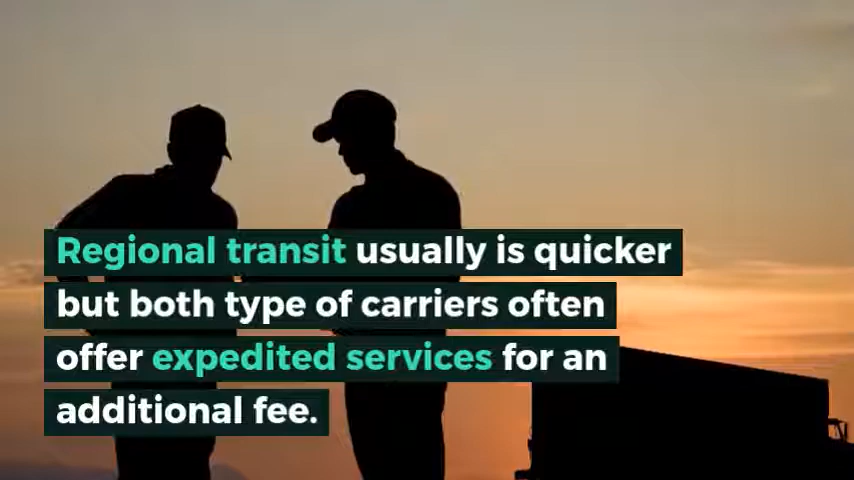 Regional transit usually is quicker
but both type of carriers often
offer expedited services for an
additional fee.